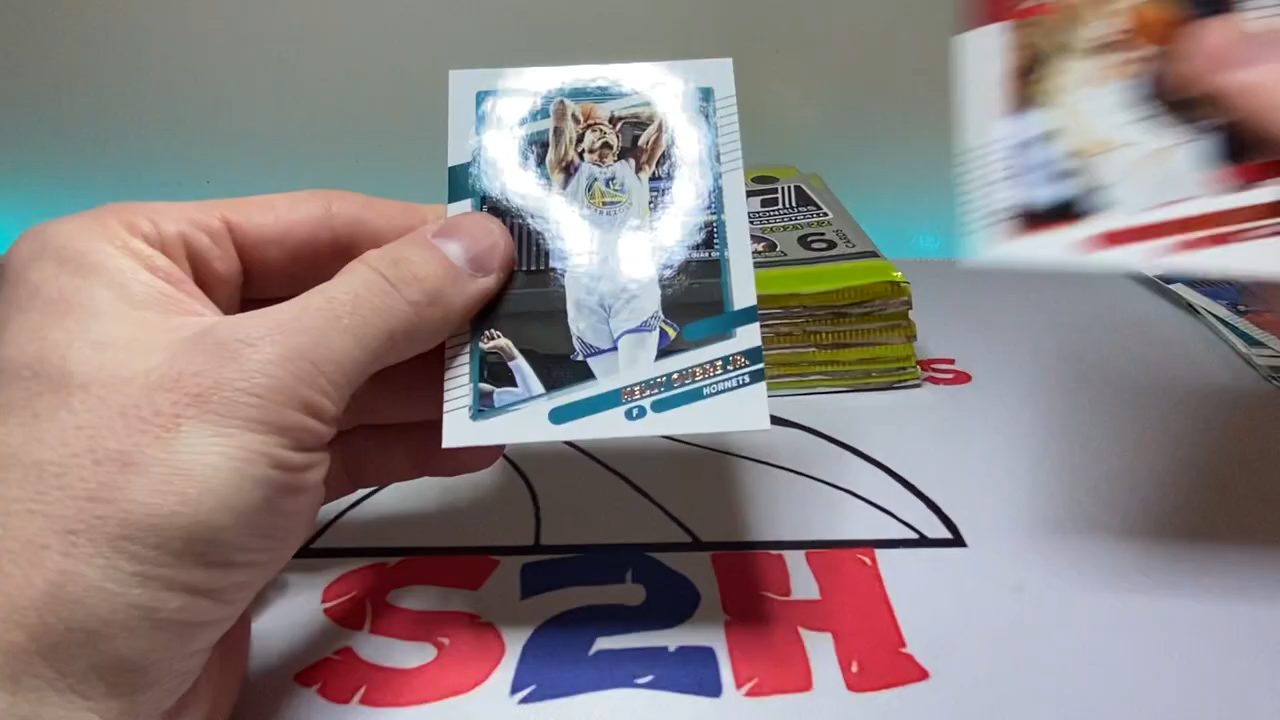 DONRUSS
BASKETBALL
2021-22
6 CARDS
KELLY OUBRE JR.
HORNETS
F
S
S2H